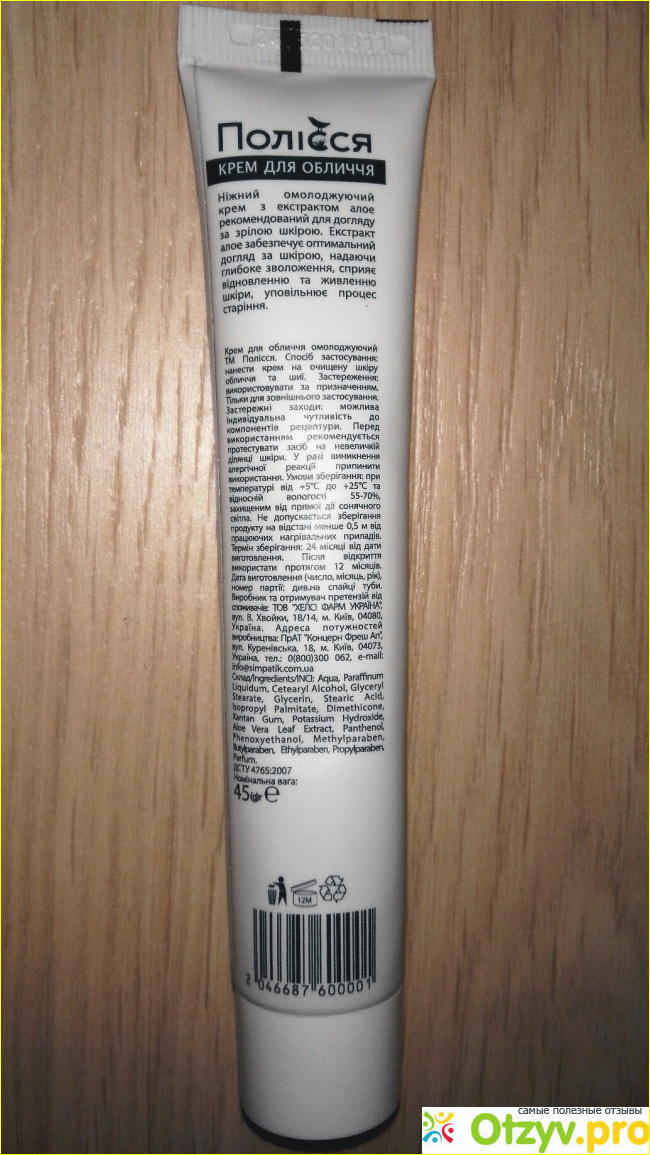 Полісся
КРЕМ ДЛЯ ОБЛИЧЧЯ
Ніжний омолоджуючий
крем з екстрактом алое
рекомендований для догляду
за зрілою шкірою. Екстракт
алое забезпечує оптимальний
догляд за шкірою, надаючи
глибоке зволоження, сприяє
відновленню та живленню
шкіри, уповільнює процес
старіння.
Крем для обличчя омолоджуючий
ТМ Полісся. Спосіб застосування:
нанести крем на очищену шкіру
обличчя та шиї. Застереження:
використовувати за призначенням.
Тільки для зовнішнього застосування.
Застережні заходи: можлива
індивідуальна чутливість до
компонентів рецептури. Перед
використанням рекомендується
протестувати засіб на невеличкій
ділянці шкіри. У разі виникнення
алергічної реакції припинити
використання. Умови зберігання: при
температурі від +5°С до +25°С та
відносній вологості 55-70%,
захищеним від прямої дії сонячного
світла. Не допускається зберігання
продукту на відстані менше 0,5 м від
працюючих нагрівальних приладів.
Термін зберігання: 24 місяці від дати
виготовлення. Після відкриття
використати протягом 12 місяців.
Дата виготовлення (число, місяць, рік),
номер партії: див.на спайці туби.
Виробник та отримувач претензій від
споживачів: ТОВ "ХЕЛСІ ФАРМ УКРАЇНА",
вул. В. Хвойки, 18/14, м. Київ, 04080,
Україна. Адреса потужностей
виробництва: ПрАТ "Концерн Фреш Ап",
вул. Куренівська, 18, м. Київ, 04073,
Україна, тел.: 0(800)300 062, e-mail:
info@simpatik.com.ua
Склад/Ingredients/INCI: Aqua, Paraffinum
Liquidum, Cetearyl Alcohol, Glyceryl
Stearate, Glycerin, Stearic Acid,
Isopropyl Palmitate, Dimethicone,
Xantan Gum, Potassium Hydroxide,
Aloe Vera Leaf Extract, Panthenol,
Phenoxyethanol, Methylparaben,
Butylparaben, Ethylparaben, Propylparaben,
Parfum.
ДСТУ 4765:2007
Номінальна вага:
45 gr e
12M
2 046687 600001
самые полезные отзывы
Otzyv.pro